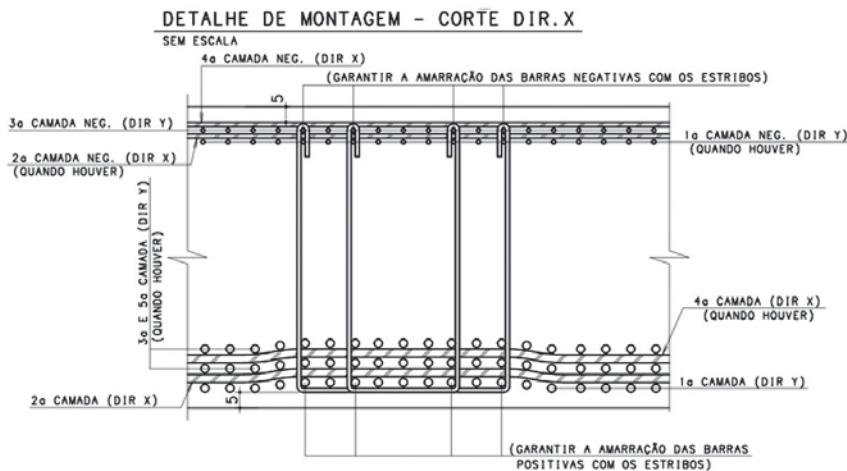 DETALHE DE MONTAGEM - CORTE DIR.X
SEM ESCALA
4a CAMADA NEG. (DIR X)
(GARANTIR A AMARRAÇÃO DAS BARRAS NEGATIVAS COM OS ESTRIBOS)
5
3a CAMADA NEG. (DIR Y)
2a CAMADA NEG. (DIR X)
(QUANDO HOUVER)
1a CAMADA NEG. (DIR Y)
(QUANDO HOUVER)
3a E 5a CAMADA (DIR Y)
(QUANDO HOUVER)
4a CAMADA (DIR X)
(QUANDO HOUVER)
1a CAMADA (DIR Y)
2a CAMADA (DIR X)
5
(GARANTIR A AMARRAÇÃO DAS BARRAS
POSITIVAS COM OS ESTRIBOS)